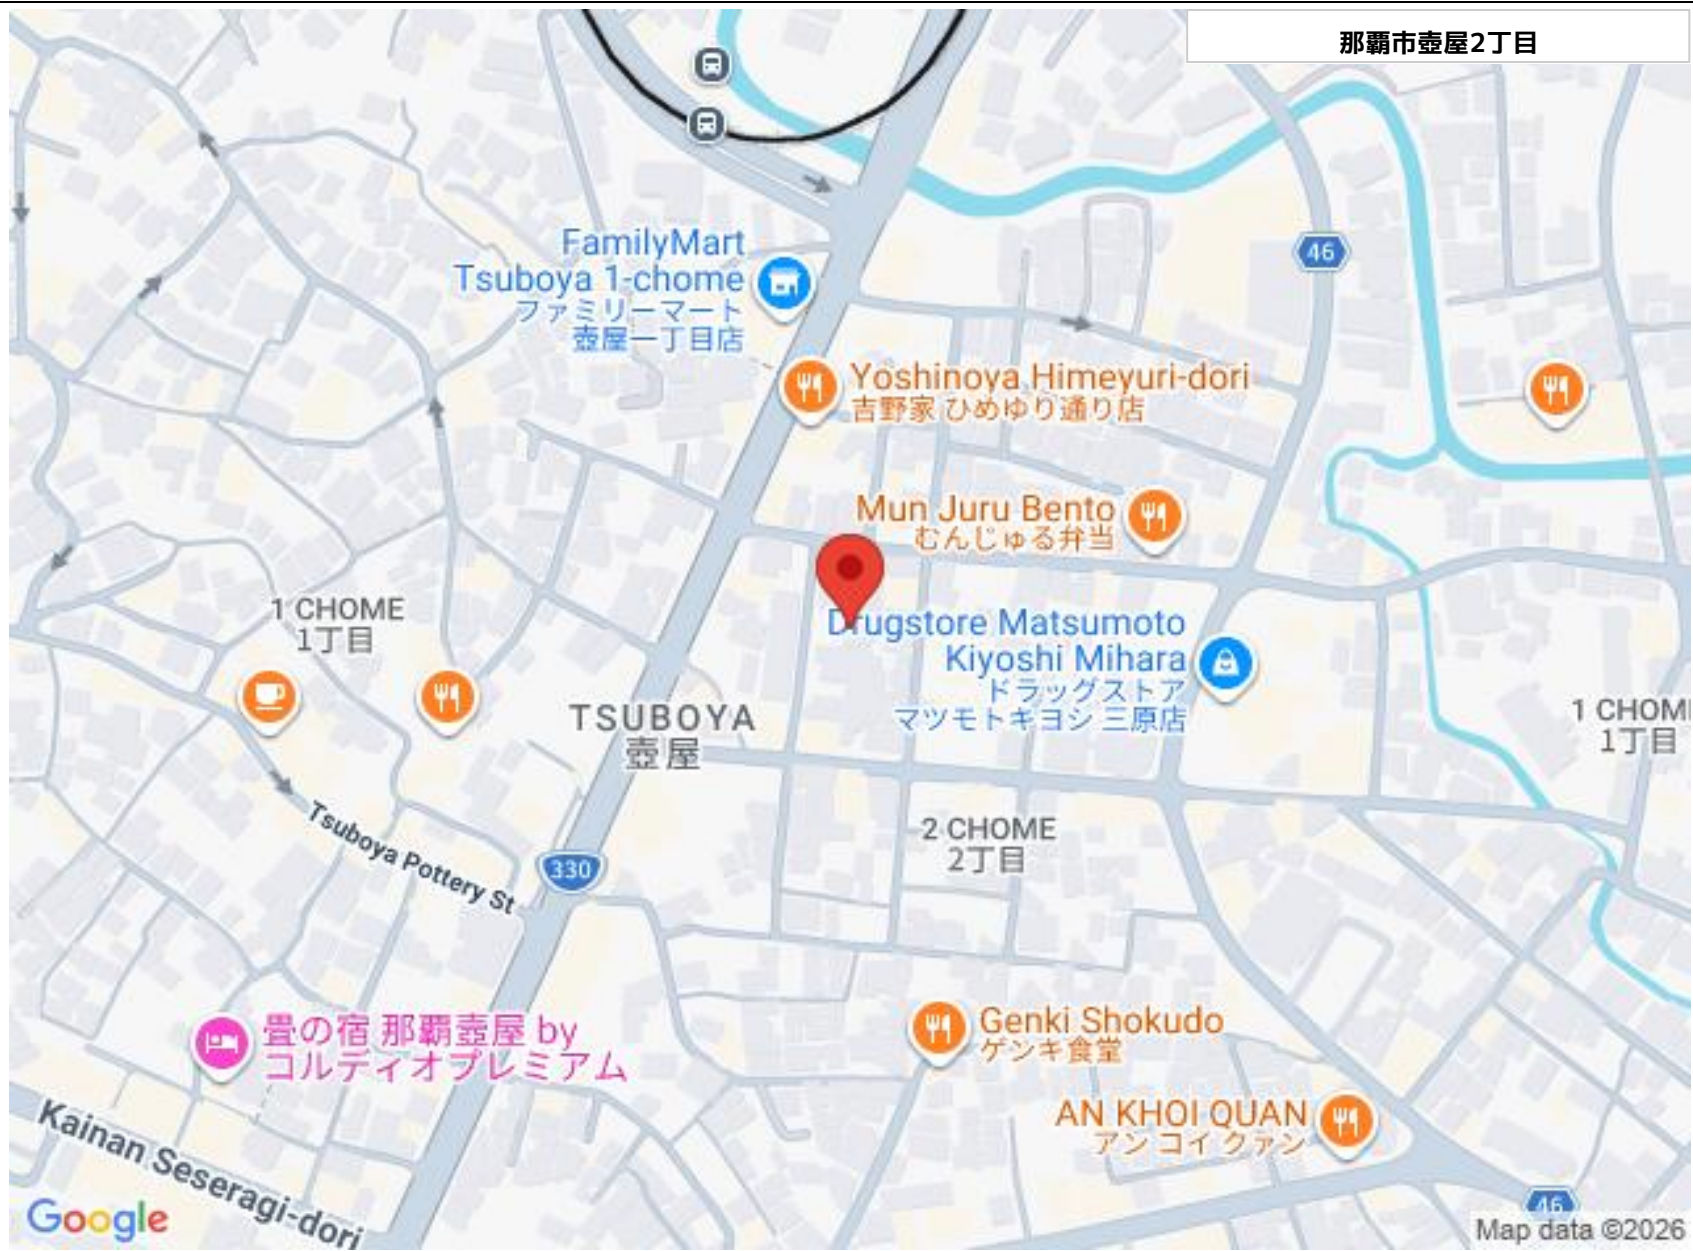 那覇市壺屋2丁目
46
FamilyMart
Tsuboya 1-chome
ファミリーマート
壺屋一丁目店
Yoshinoya Himeyuri-dori
吉野家 ひめゆり通り店
Mun Juru Bento
むんじゅる弁当
1 CHOME
1丁目
Drugstore Matsumoto
Kiyoshi Mihara
ドラッグストア
マツモトキヨシ 三原店
TSUBOYA
壺屋
1 CHOM
1丁目
2 CHOME
2丁目
Tsuboya Pottery St
330
畳の宿 那覇壺屋 by
コルディオプレミアム
Genki Shokudo
ゲンキ食堂
AN KHOI QUAN
アン コイ クァン
Kainan Seseragi-dori
46
Google
Map data ©2026